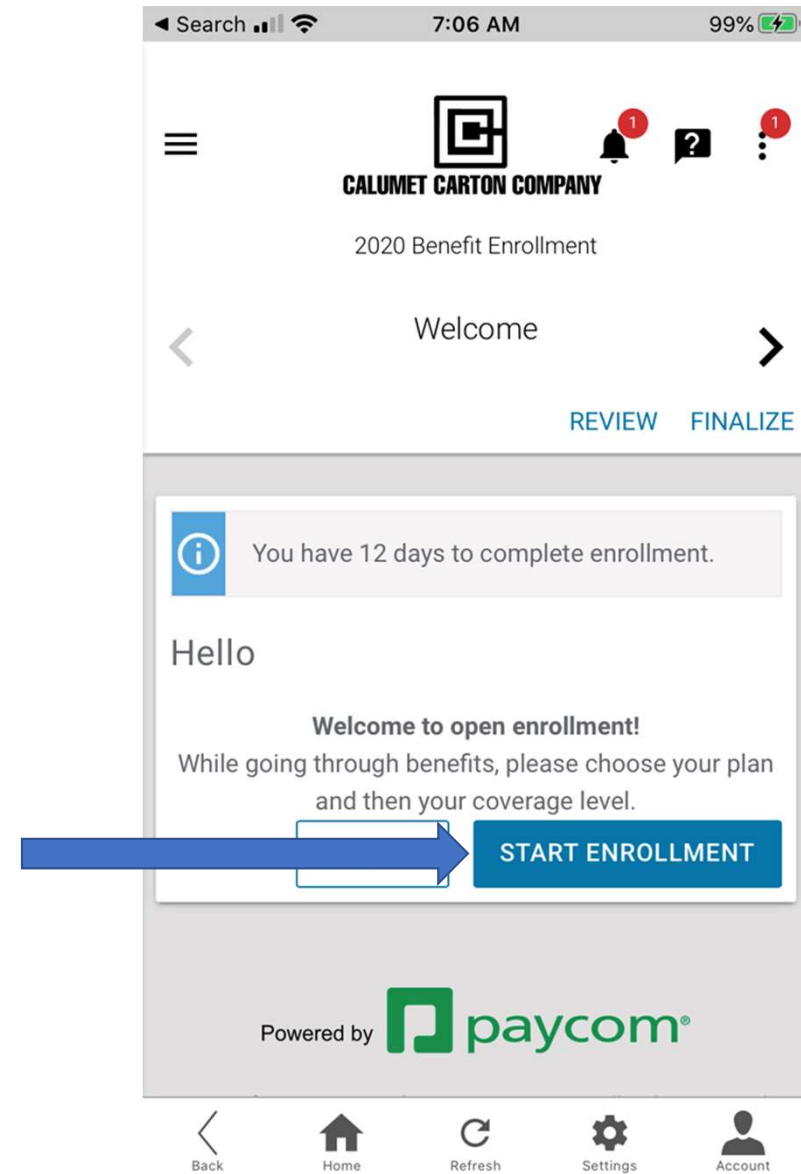 ◀ Search 7:06 AM 99%
1 ? 1
CALUMET CARTON COMPANY
2020 Benefit Enrollment
Welcome
REVIEW FINALIZE
You have 12 days to complete enrollment.
Hello
Welcome to open enrollment!
While going through benefits, please choose your plan
and then your coverage level.
START ENROLLMENT
Powered by paycom®
Back Home Refresh Settings Account